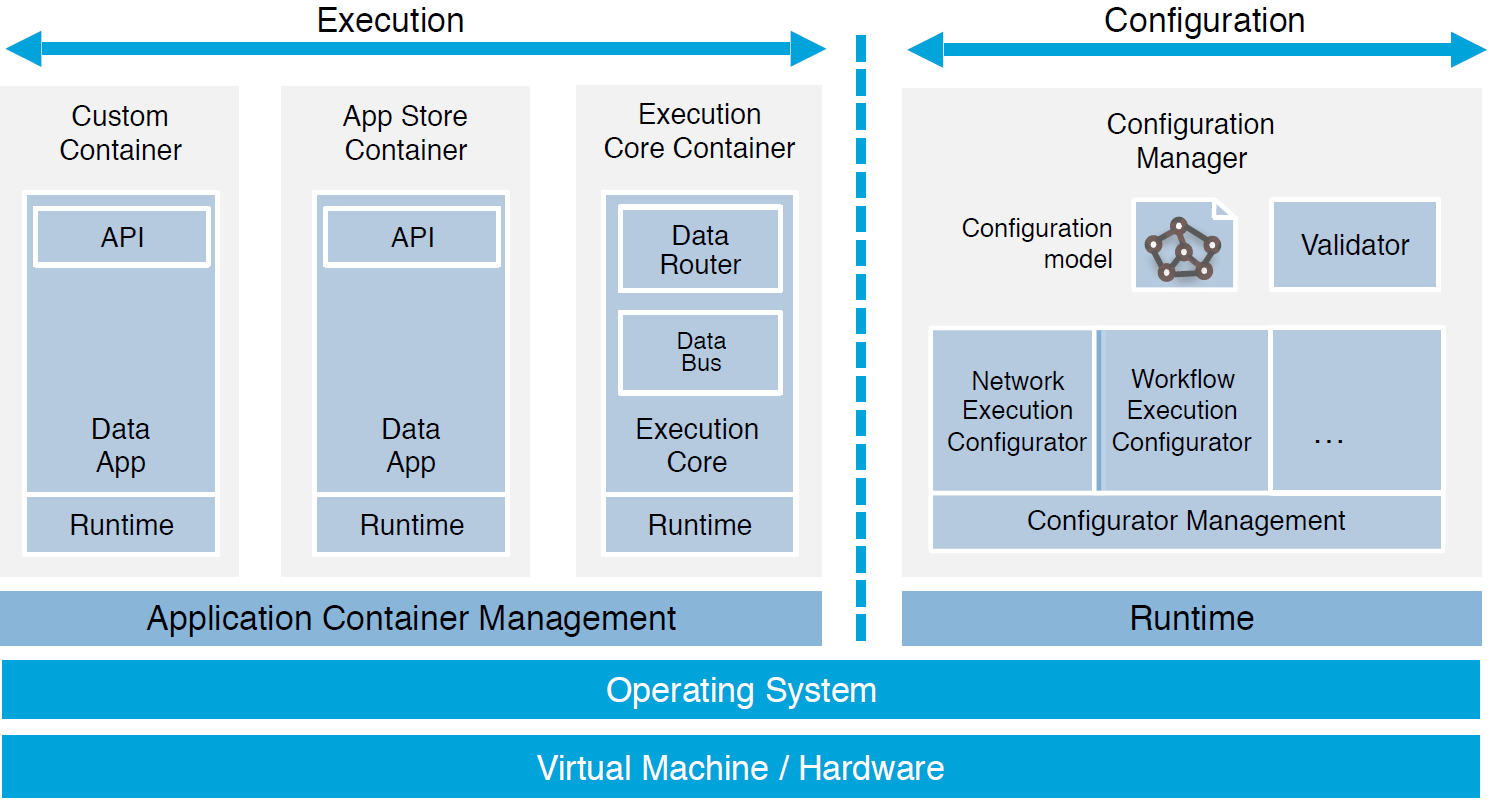 Execution
Configuration
Custom
Container
API
Data
App
Runtime
App Store
Container
API
Data
App
Runtime
Execution
Core Container
Data
Router
Data
Bus
Execution
Core
Runtime
Configuration
Manager
Configuration
model
Validator
Network
Execution
Configurator
Workflow
Execution
Configurator
...
Configurator Management
Application Container Management
Runtime
Operating System
Virtual Machine / Hardware